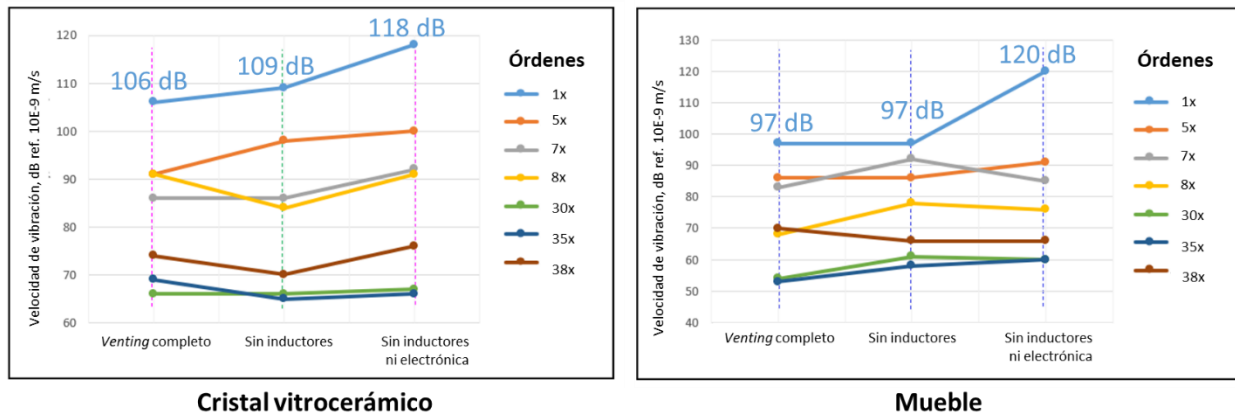 Velocidad de vibración, dB ref. 10E-9 m/s
120
110
100
90
80
70
60
106 dB
109 dB
118 dB
Venting completo
Sin inductores
Sin inductores
ni electrónica
Órdenes
1x
5x
7x
8x
30x
35x
38x
Cristal vitrocerámico
Velocidad de vibración, dB ref. 10E-9 m/s
130
120
110
100
90
80
70
60
50
40
97 dB
97 dB
120 dB
Venting completo
Sin inductores
Sin inductores
ni electrónica
Órdenes
1x
5x
7x
8x
30x
35x
38x
Mueble